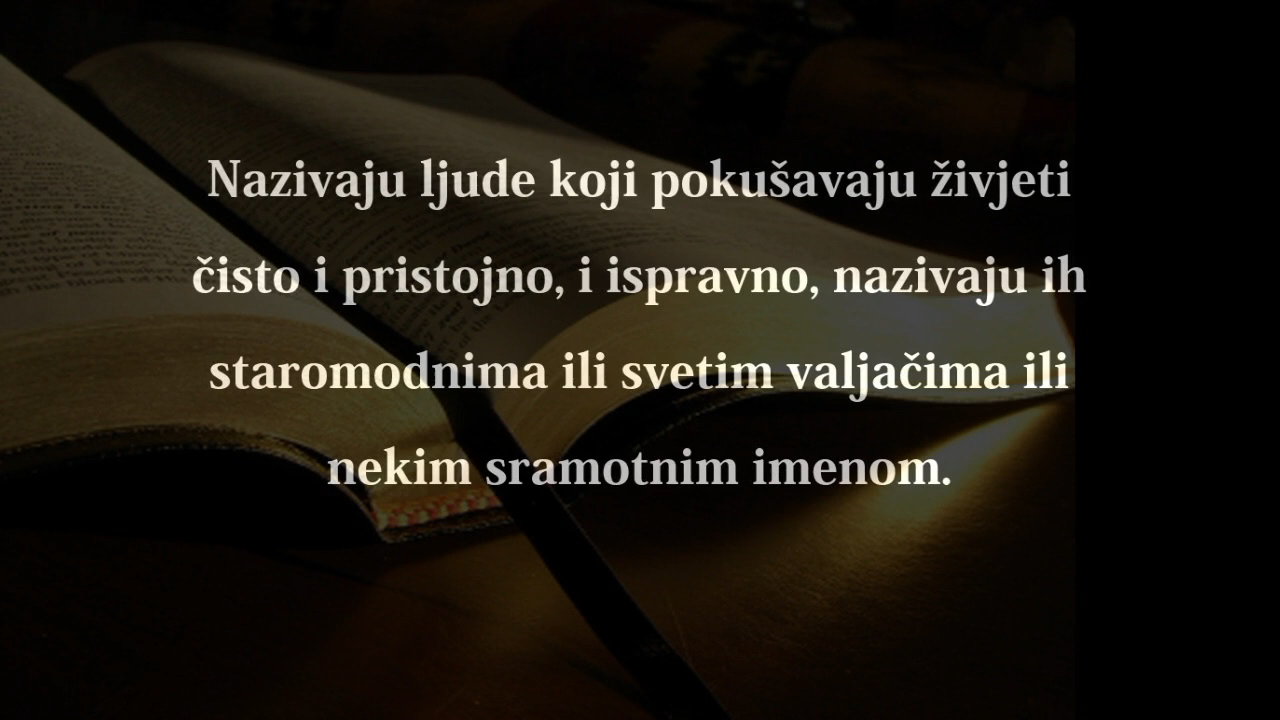 Nazivaju ljude koji pokušavaju živjeti
čisto i pristojno, i ispravno, nazivaju ih
staromodnima ili svetim valjačima ili
nekim sramotnim imenom.